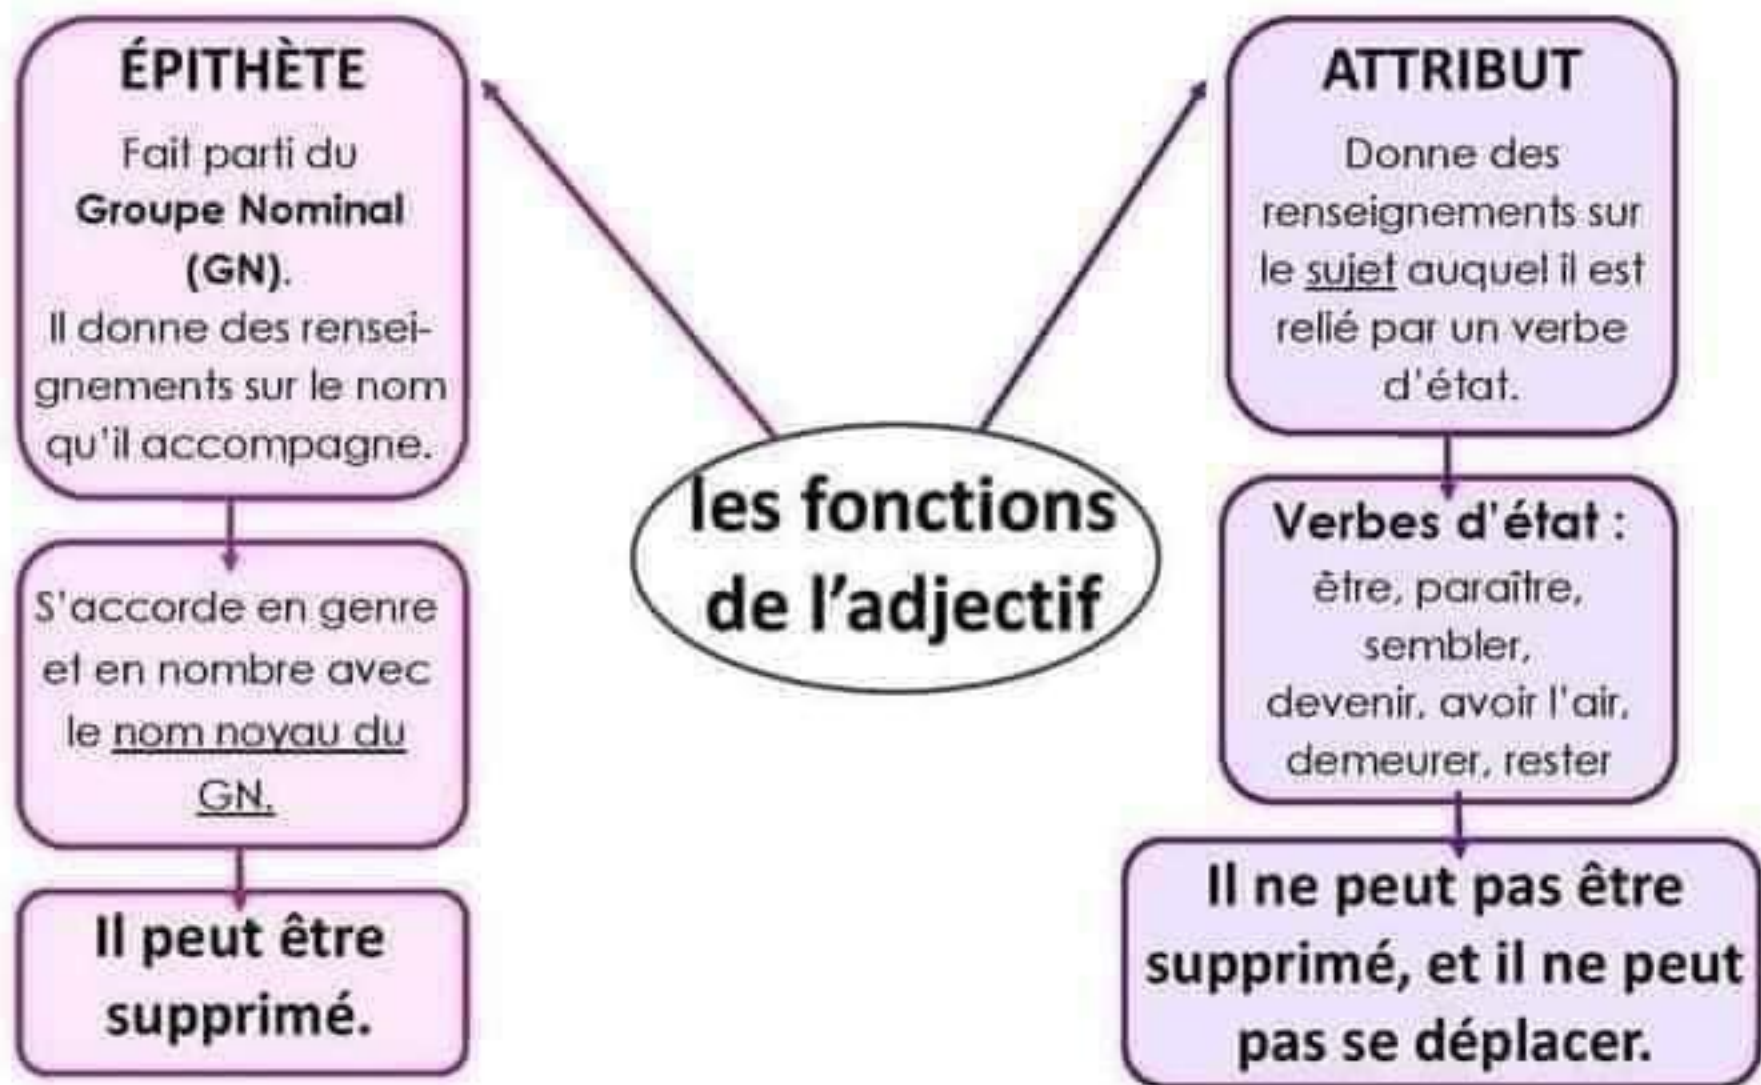 ÉPITHÈTE
Fait parti du
Groupe Nominal
(GN).
Il donne des rensei-
gnements sur le nom
qu'il accompagne.
S'accorde en genre
et en nombre avec
le nom noyau du
GN.
Il peut être
supprimé.
les fonctions
de l'adjectif
ATTRIBUT
Donne des
renseignements sur
le sujet auquel il est
relié par un verbe
d'état.
Verbes d'état :
être, paraître,
sembler,
devenir, avoir l'air,
demeurer, rester
Il ne peut pas être
supprimé, et il ne peut
pas se déplacer.